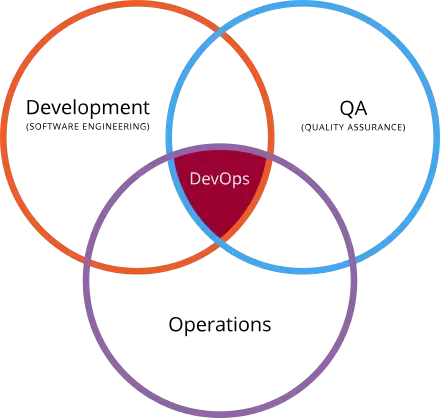 Development
(SOFTWARE ENGINEERING)
QA
(QUALITY ASSURANCE)
DevOps
Operations